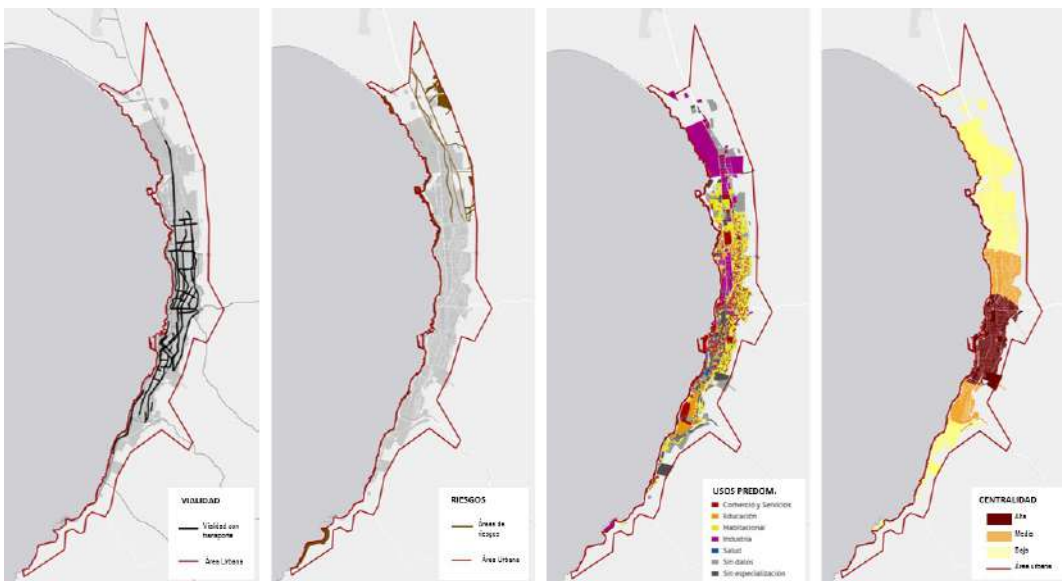 VIALIDAD
Vialidad con
transporte
Área Urbana
RIESGOS
Áreas de
riesgos
Área Urbana
USOS PREDOM.
Comercio y Servicios
Educación
Habitacional
Industria
Salud
Sin datos
Sin especialización
CENTRALIDAD
Alta
Media
Baja
Área urbana